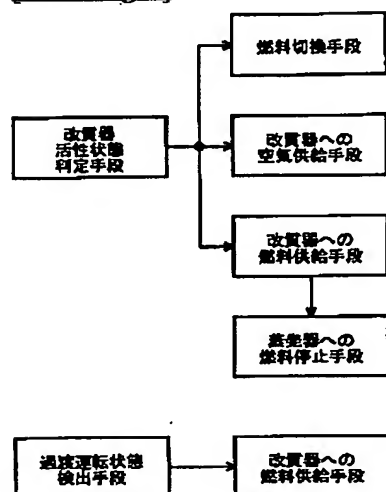 燃料切換手段
改質器
活性状態
判定手段
改質器への
空気供給手段
改質器への
燃料供給手段
蒸発器への
燃料停止手段
過渡運転状態
検出手段
改質器への
燃料供給手段